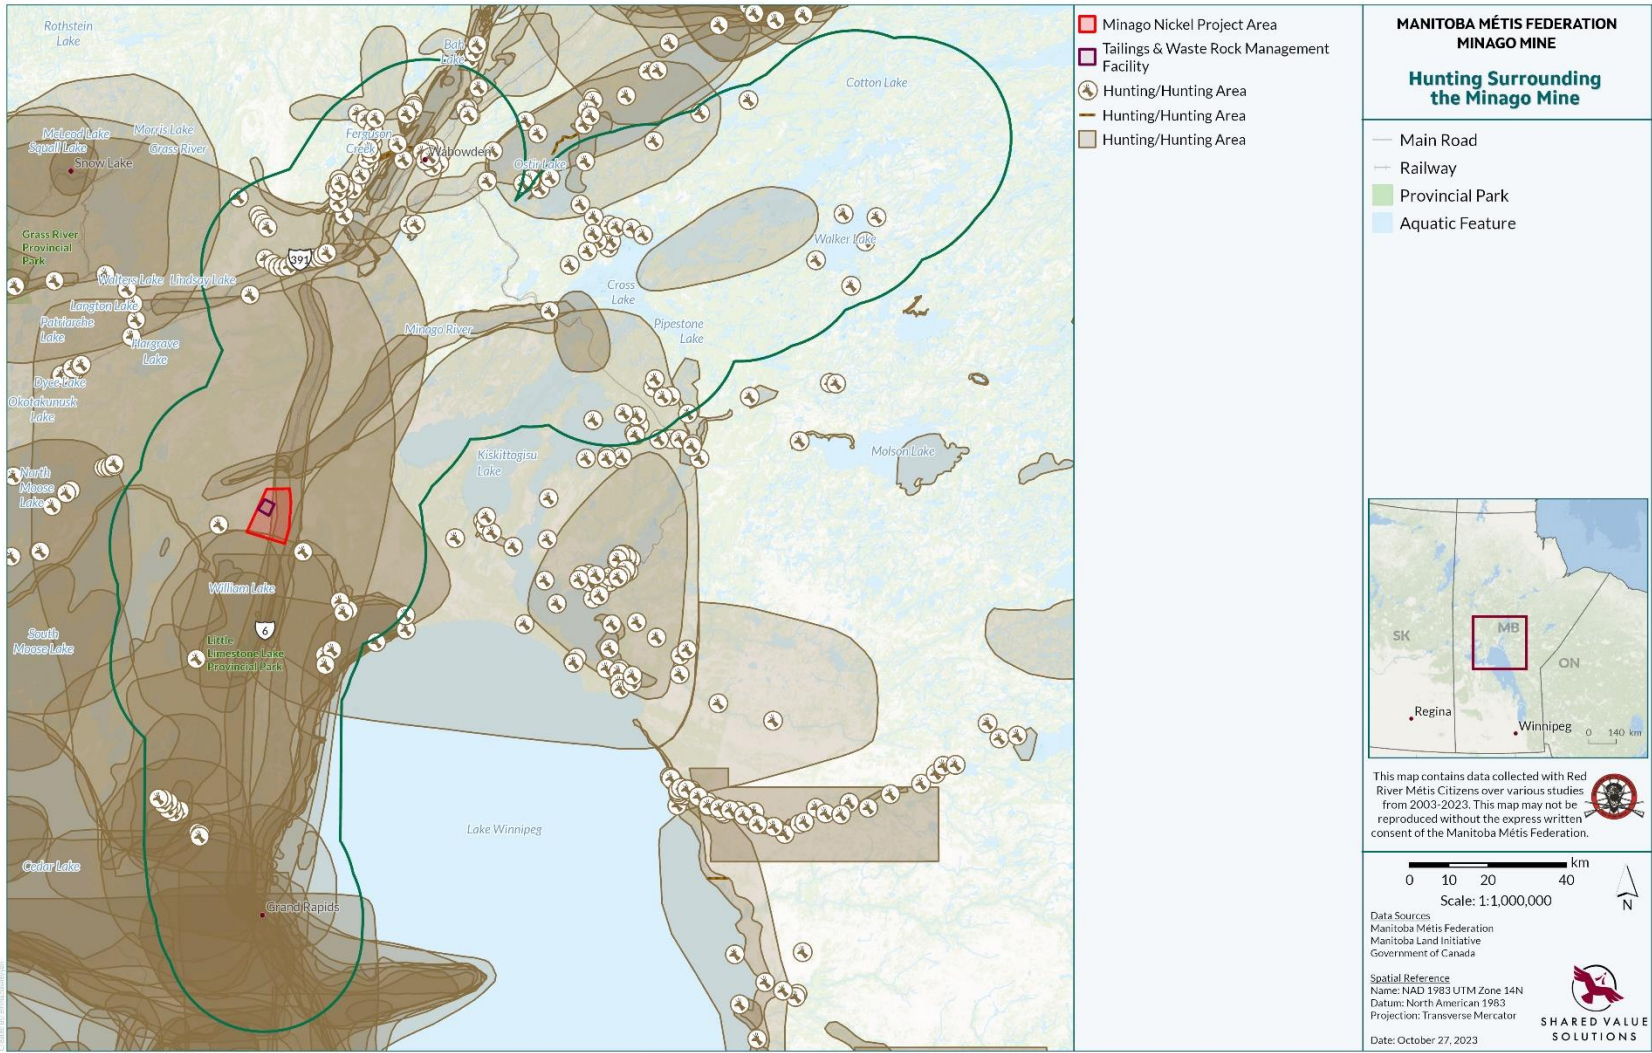 Rothstein
Lake
Bah
Lake
Cotton Lake
McLeod Lake
Squall Lake
Morris Lake
Grass River
Snow Lake
Ferguson
Creek
Wabowden
Ostic Lake
Grass River
Provincial
Park
391
Walker Lake
Walters Lake
Lindsay Lake
Langton Lake
Patriarche
Lake
Hargrave
Lake
Cross
Lake
Minago River
Pipestone
Lake
Dyce Lake
Okotakunusk
Lake
Kiskittogisu
Lake
Molson Lake
North
Moose
Lake
William Lake
6
Little
Limestone Lake
Provincial Park
South
Moose Lake
Lake Winnipeg
Cedar Lake
Grand Rapids
Minago Nickel Project Area
Tailings & Waste Rock Management
Facility
Hunting/Hunting Area
Hunting/Hunting Area
Hunting/Hunting Area
MANITOBA MÉTIS FEDERATION
MINAGO MINE
Hunting Surrounding
the Minago Mine
Main Road
Railway
Provincial Park
Aquatic Feature
SK
MB
ON
Regina
Winnipeg
0 140 km
This map contains data collected with Red
River Métis Citizens over various studies
from 2003-2023. This map may not be
reproduced without the express written
consent of the Manitoba Métis Federation.
km
0 10 20 40
Scale: 1:1,000,000
N
Data Sources
Manitoba Métis Federation
Manitoba Land Initiative
Government of Canada
Spatial Reference
Name: NAD 1983 UTM Zone 14N
Datum: North American 1983
Projection: Transverse Mercator
Date: October 27, 2023
SHARED VALUE
SOLUTIONS